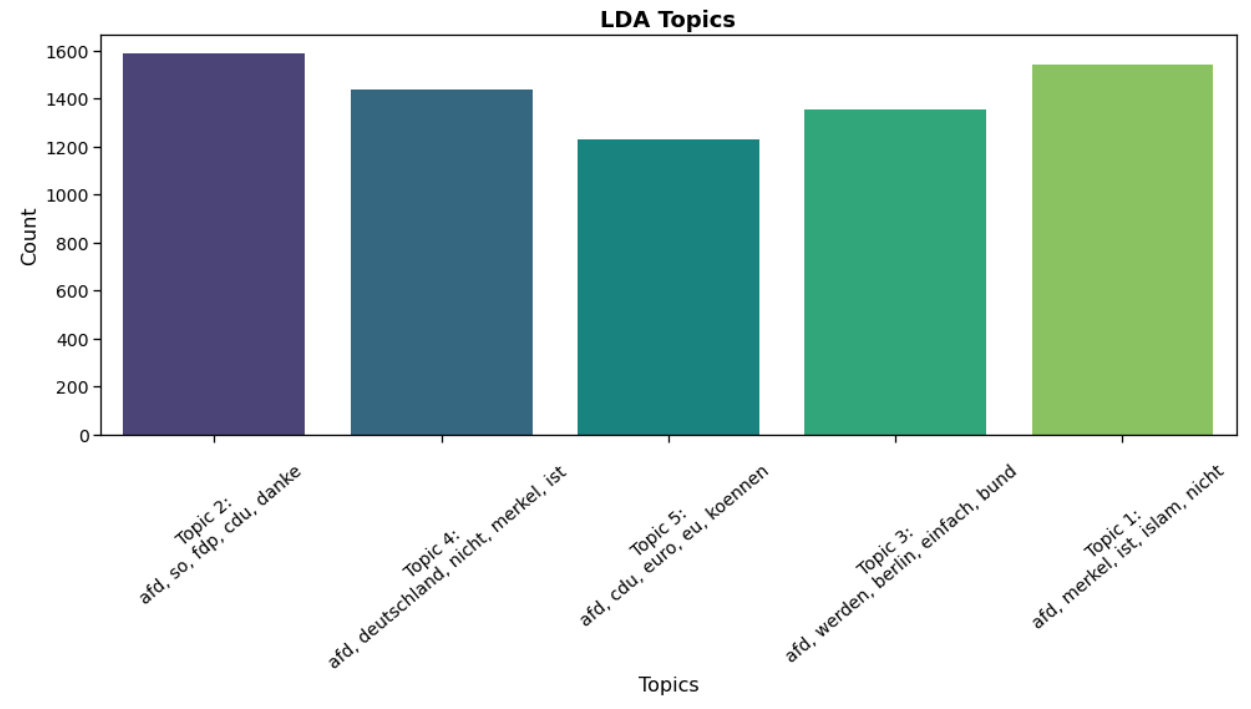 LDA Topics
1600
1400
1200
1000
800
600
400
200
0
Count
Topic 2:
afd, so, fdp, cdu, danke
Topic 4:
afd, deutschland, nicht, merkel, ist
Topic 5:
afd, cdu, euro, eu, koennen
Topic 3:
afd, werden, berlin, einfach, bund
Topic 1:
afd, merkel, ist, islam, nicht
Topics